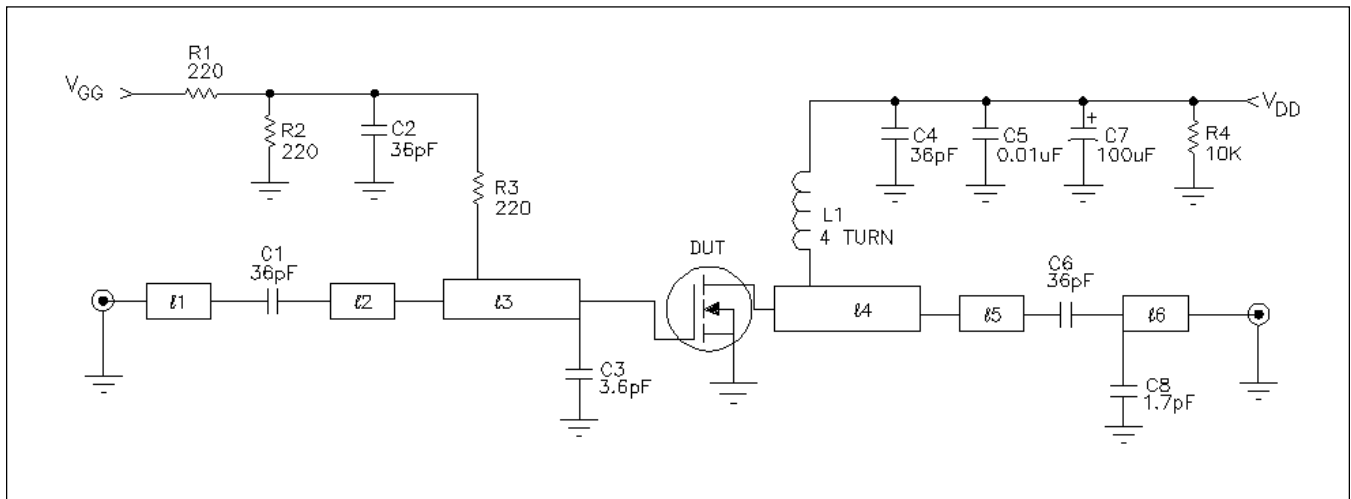 R1
220
VGG
R2
220
C2
36pF
R3
220
C1
36pF
ℓ1
ℓ2
ℓ3
C3
3.6pF
DUT
L1
4 TURN
C4
36pF
C5
0.01uF
+
C7
100uF
R4
10K
VDD
ℓ4
ℓ5
C6
36pF
ℓ6
C8
1.7pF